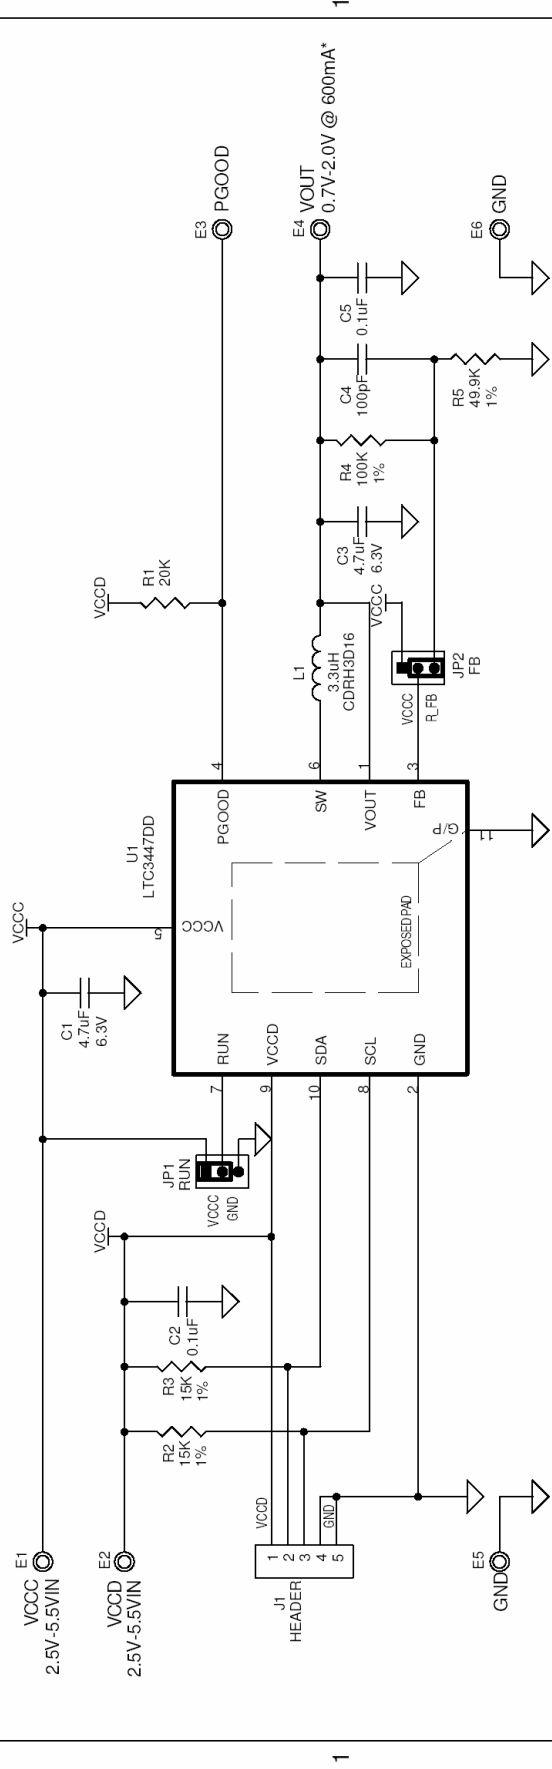 1
E1
VCCC
2.5V-5.5VIN
E2
VCCD
2.5V-5.5VIN
J1
HEADER
1
2
3
4
5
VCCD
GND
E5
GND
R2
15K
1%
R3
15K
1%
C2
0.1uF
VCCD
JP1
RUN
VCCC
GND
C1
4.7uF
6.3V
VCCC
7
9
10
8
2
RUN
VCCD
SDA
SCL
GND
5
VCCC
U1
LTC3447DD
EXPOSED PAD
G/P
11
PGOOD
SW
VOUT
FB
4
6
1
3
VCCD
R1
20K
L1
3.3uH
CDRH3D16
VCCC
R_FB
JP2
FB
VCCC
C3
4.7uF
6.3V
R4
100K
1%
C4
100pF
C5
0.1uF
R5
49.9K
1%
E3
PGOOD
E4
VOUT
0.7V-2.0V @ 600mA*
E6
GND
1